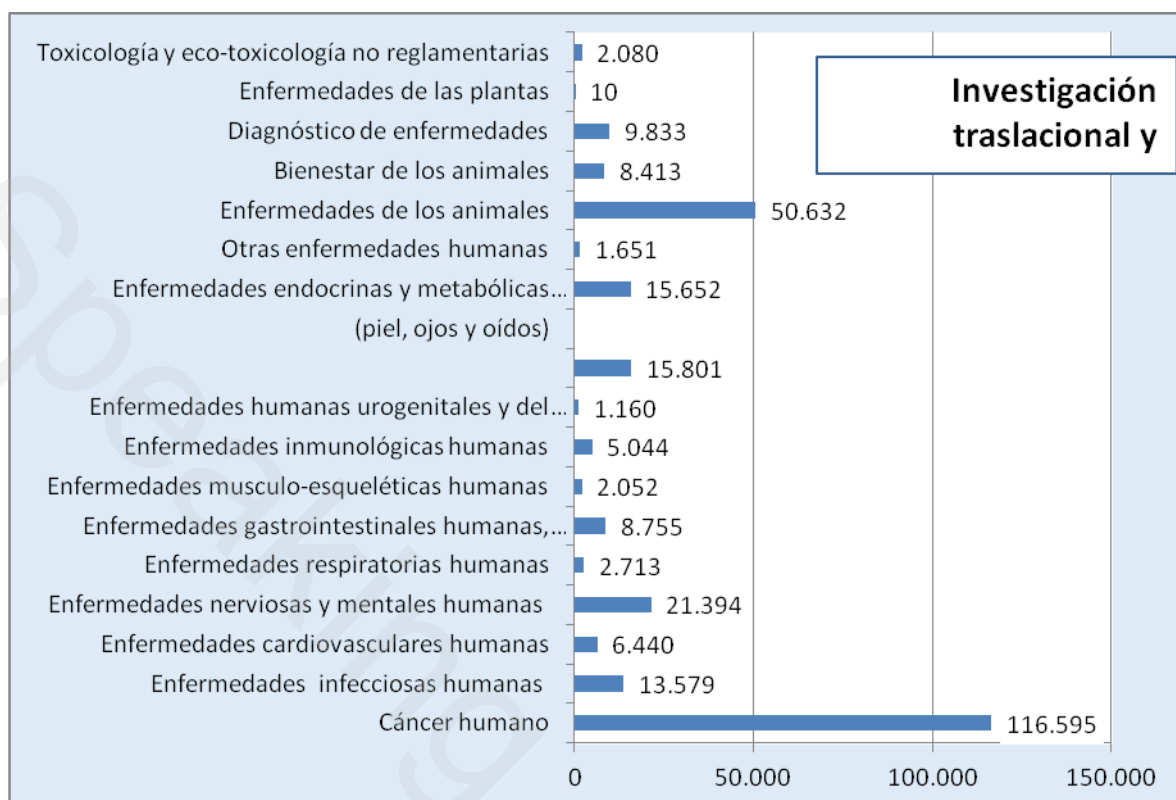 Toxicología y eco-toxicología no reglamentarias 2.080
Enfermedades de las plantas 10
Diagnóstico de enfermedades 9.833
Bienestar de los animales 8.413
Enfermedades de los animales 50.632
Otras enfermedades humanas 1.651
Enfermedades endocrinas y metabólicas... 15.652
(piel, ojos y oídos)
15.801
Enfermedades humanas urogenitales y del... 1.160
Enfermedades inmunológicas humanas 5.044
Enfermedades musculo-esqueléticas humanas 2.052
Enfermedades gastrointestinales humanas,... 8.755
Enfermedades respiratorias humanas 2.713
Enfermedades nerviosas y mentales humanas 21.394
Enfermedades cardiovasculares humanas 6.440
Enfermedades infecciosas humanas 13.579
Cáncer humano 116.595
0 50.000 100.000 150.000
Investigación
traslacional y
Speaking